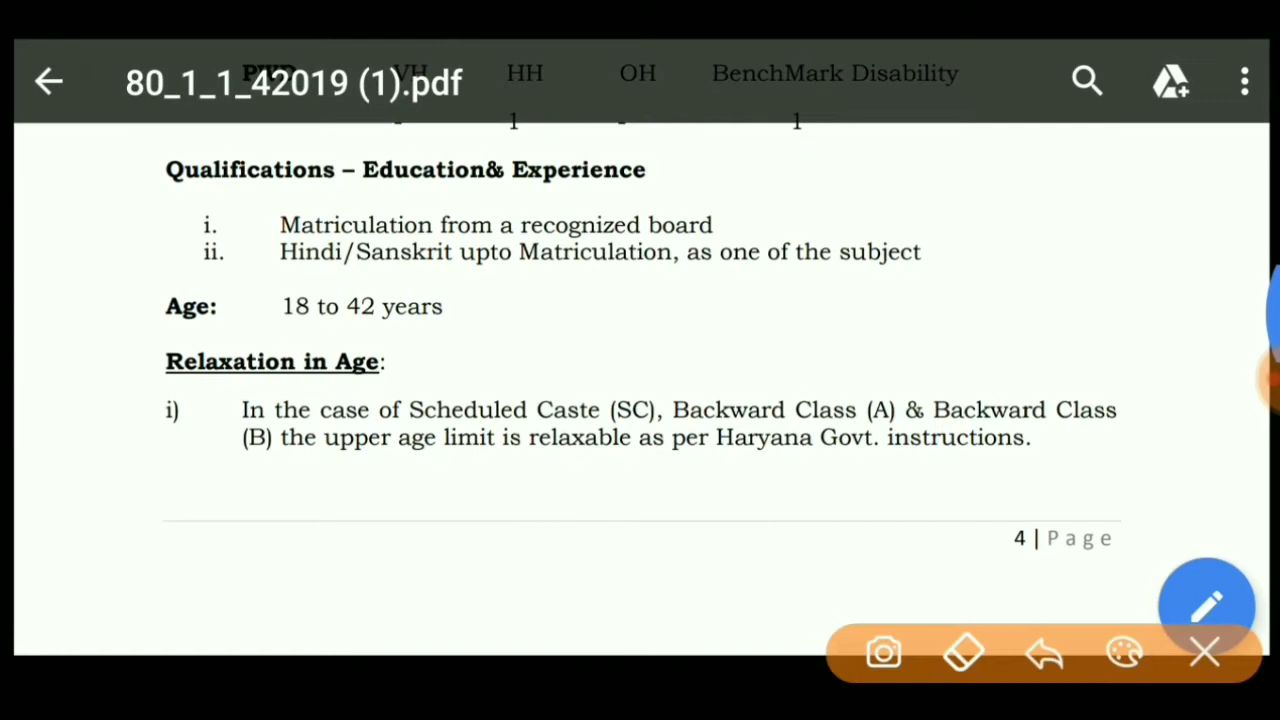 PWD VH HH OH BenchMark Disability
80_1_1_42019 (1).pdf
- 1 - 1
Qualifications – Education& Experience
i. Matriculation from a recognized board
ii. Hindi/Sanskrit upto Matriculation, as one of the subject
Age: 18 to 42 years
Relaxation in Age:
i) In the case of Scheduled Caste (SC), Backward Class (A) & Backward Class
(B) the upper age limit is relaxable as per Haryana Govt. instructions.
4 | Page